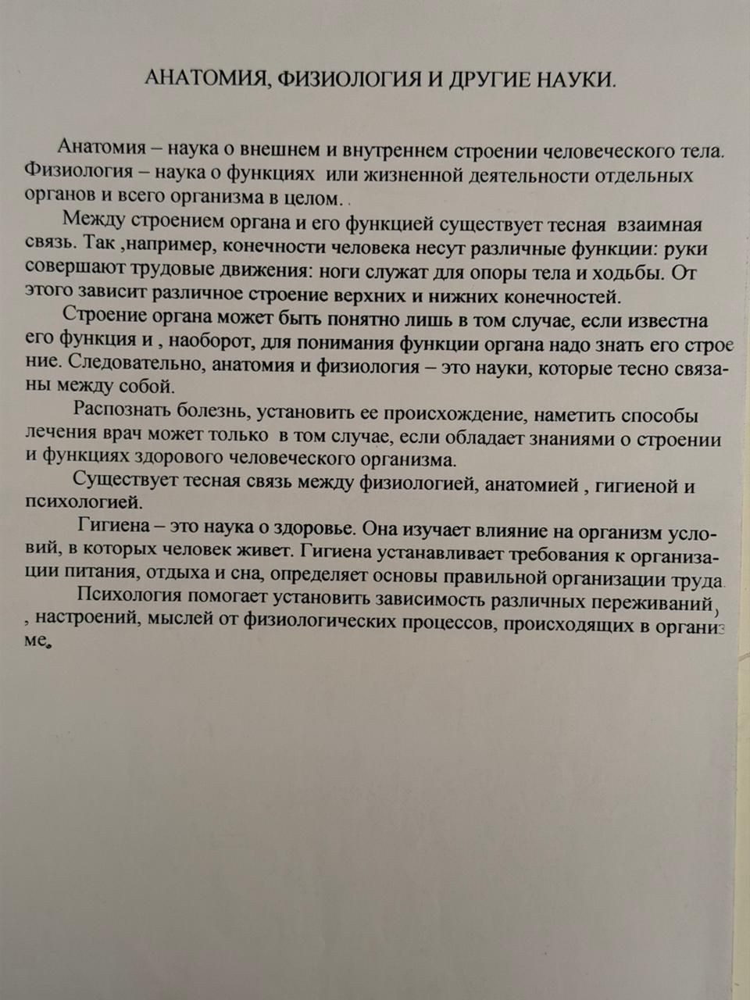 АНАТОМИЯ, ФИЗИОЛОГИЯ И ДРУГИЕ НАУКИ.
Анатомия – наука о внешнем и внутреннем строении человеческого тела.
Физиология – наука о функциях или жизненной деятельности отдельных
органов и всего организма в целом. .
Между строением органа и его функцией существует тесная взаимная
связь. Так ,например, конечности человека несут различные функции: руки
совершают трудовые движения: ноги служат для опоры тела и ходьбы. От
этого зависит различное строение верхних и нижних конечностей.
Строение органа может быть понятно лишь в том случае, если известна
его функция и , наоборот, для понимания функции органа надо знать его строе
ние. Следовательно, анатомия и физиология – это науки, которые тесно связа-
ны между собой.
Распознать болезнь, установить ее происхождение, наметить способы
лечения врач может только в том случае, если обладает знаниями о строении
и функциях здорового человеческого организма.
Существует тесная связь между физиологией, анатомией , гигиеной и
психологией.
Гигиена – это наука о здоровье. Она изучает влияние на организм усло-
вий, в которых человек живет. Гигиена устанавливает требования к организа-
ции питания, отдыха и сна, определяет основы правильной организации труда.
Психология помогает установить зависимость различных переживаний,
, настроений, мыслей от физиологических процессов, происходящих в организ
ме.